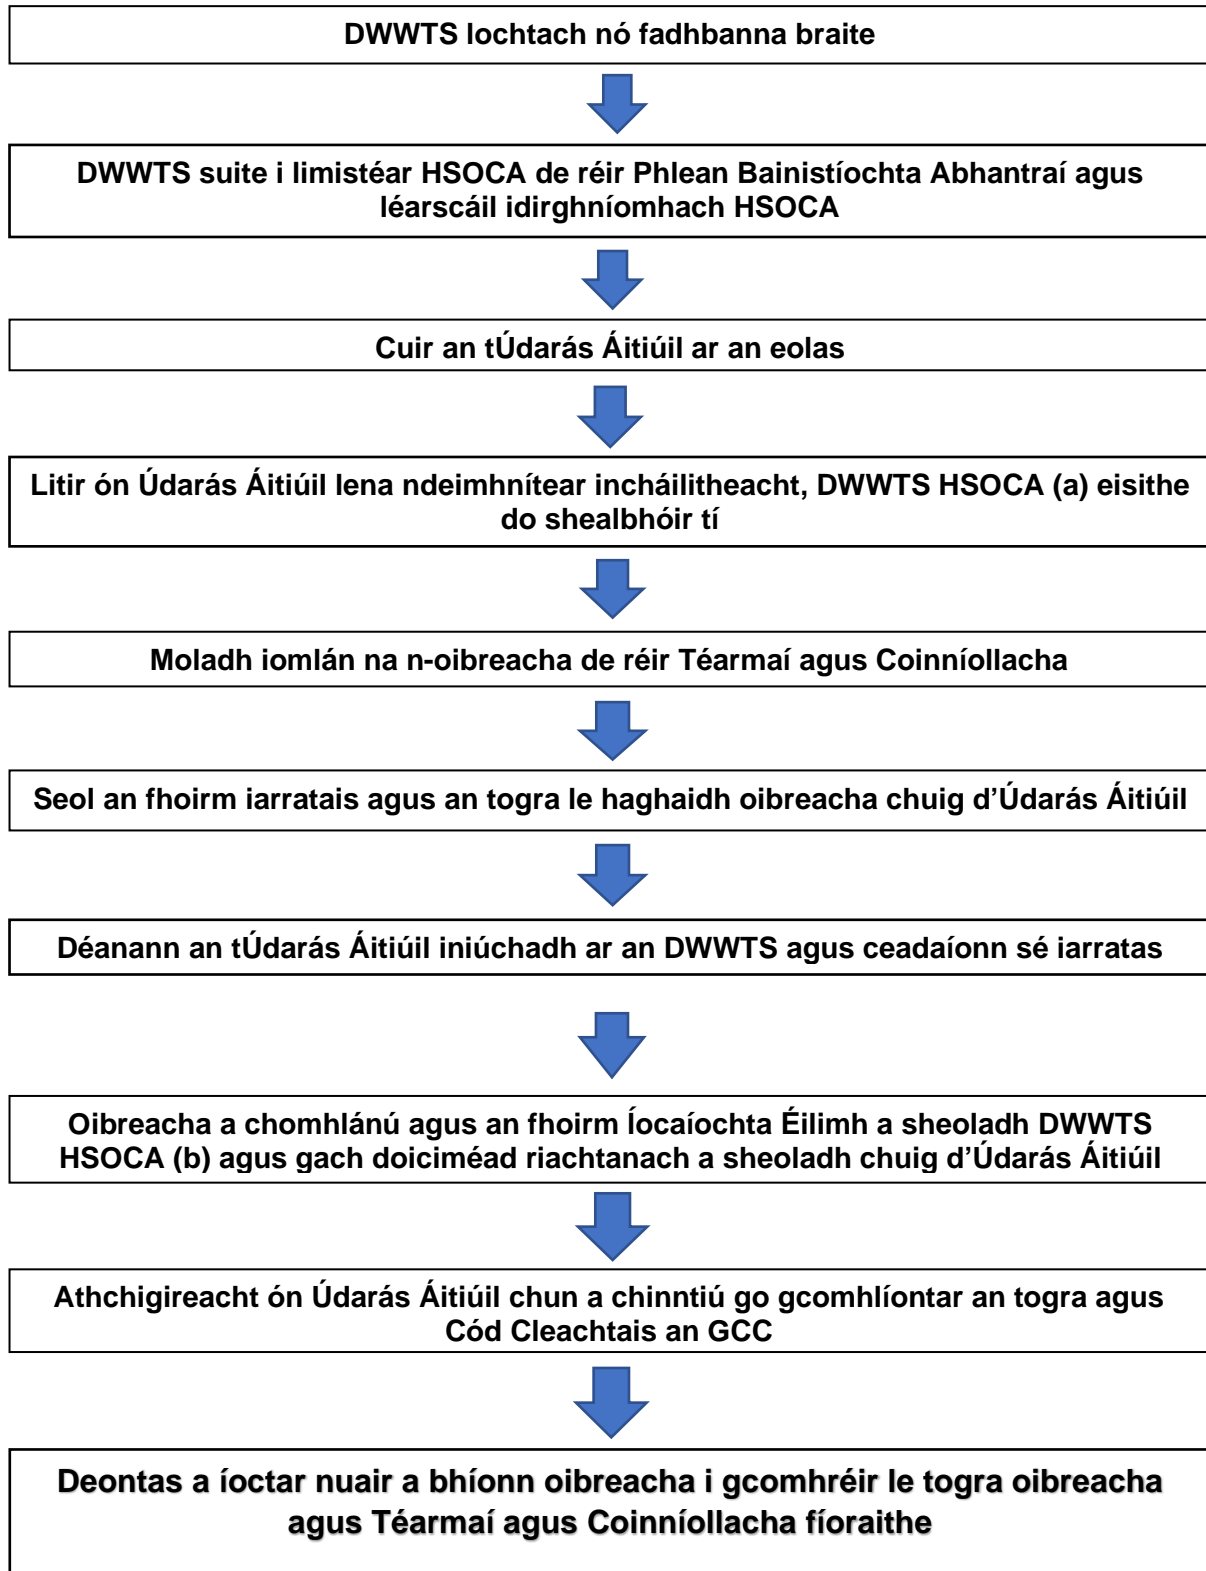 DWWTS lochtach nó fadhbanna braite
DWWTS suite i limistéar HSOCA de réir Phlean Bainistíochta Abhantraí agus
léarscáil idirghníomhach HSOCA
Cuir an tÚdarás Áitiúil ar an eolas
Litir ón Údarás Áitiúil lena ndeimhnítear incháilitheacht, DWWTS HSOCA (a) eisithe
do shealbhóir tí
Moladh iomlán na n-oibreacha de réir Téarmaí agus Coinníollacha
Seol an fhoirm iarratais agus an togra le haghaidh oibreacha chuig d’Údarás Áitiúil
Déanann an tÚdarás Áitiúil iniúchadh ar an DWWTS agus ceadaíonn sé iarratas
Oibreacha a chomhlánú agus an fhoirm Íocaíochta Éilimh a sheoladh DWWTS
HSOCA (b) agus gach doiciméad riachtanach a sheoladh chuig d’Údarás Áitiúil
Athchigireacht ón Údarás Áitiúil chun a chinntiú go gcomhlíontar an togra agus
Cód Cleachtais an GCC
Deontas a íoctar nuair a bhíonn oibreacha i gcomhréir le togra oibreacha
agus Téarmaí agus Coinníollacha fíoraithe